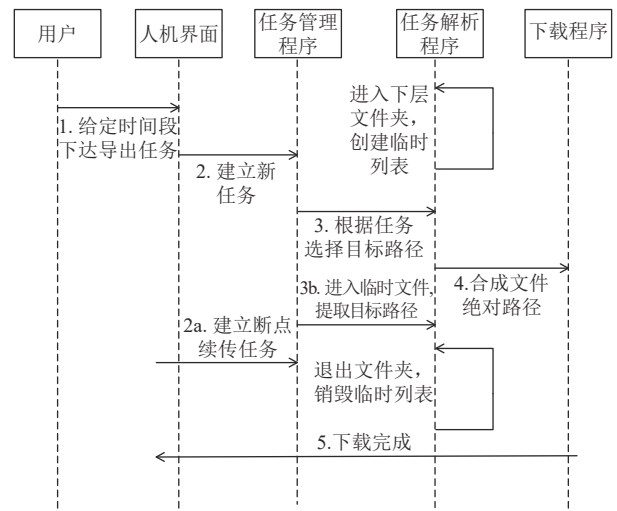 用户
人机界面
任务管理
程序
任务解析
程序
下载程序
进入下层
文件夹，
创建临时
列表
1. 给定时间段
下达导出任务
2. 建立新
任务
3. 根据任务
选择目标路径
4.合成文件
绝对路径
3b. 进入临时文件,
提取目标路径
2a. 建立断点
续传任务
退出文件夹，
销毁临时列表
5.下载完成